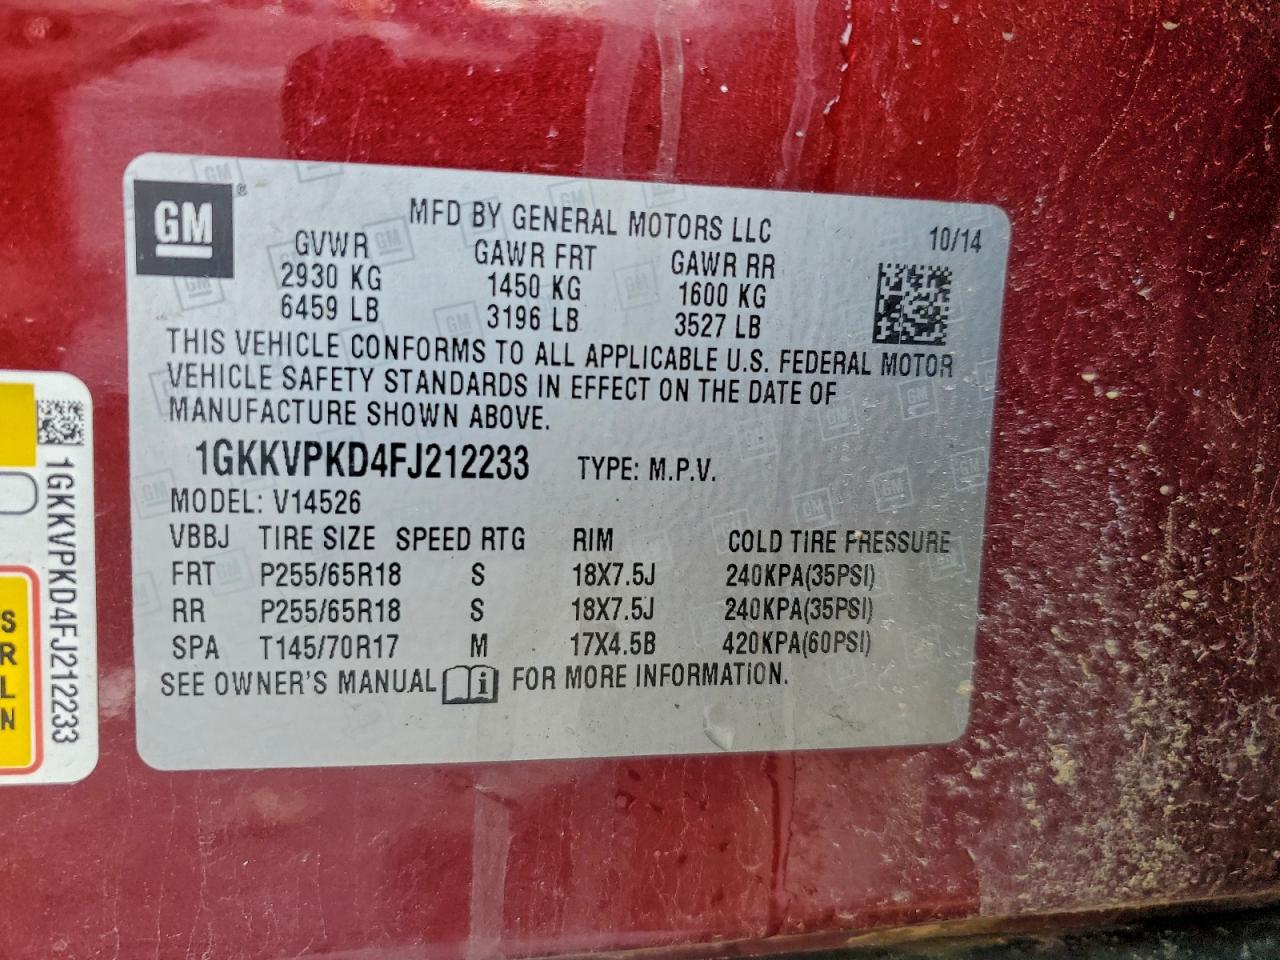 GM ®
MFD BY GENERAL MOTORS LLC
10/14
GVWR GAWR FRT GAWR RR
2930 KG 1450 KG 1600 KG
6459 LB 3196 LB 3527 LB
THIS VEHICLE CONFORMS TO ALL APPLICABLE U.S. FEDERAL MOTOR
VEHICLE SAFETY STANDARDS IN EFFECT ON THE DATE OF
MANUFACTURE SHOWN ABOVE.
1GKKVPKD4FJ212233 TYPE: M.P.V.
MODEL: V14526
VBBJ TIRE SIZE SPEED RTG RIM COLD TIRE PRESSURE
FRT P255/65R18 S 18X7.5J 240KPA(35PSI)
RR P255/65R18 S 18X7.5J 240KPA(35PSI)
SPA T145/70R17 M 17X4.5B 420KPA(60PSI)
SEE OWNER'S MANUAL i FOR MORE INFORMATION.
1GKKVPKD4FJ212233
S
R
L
N